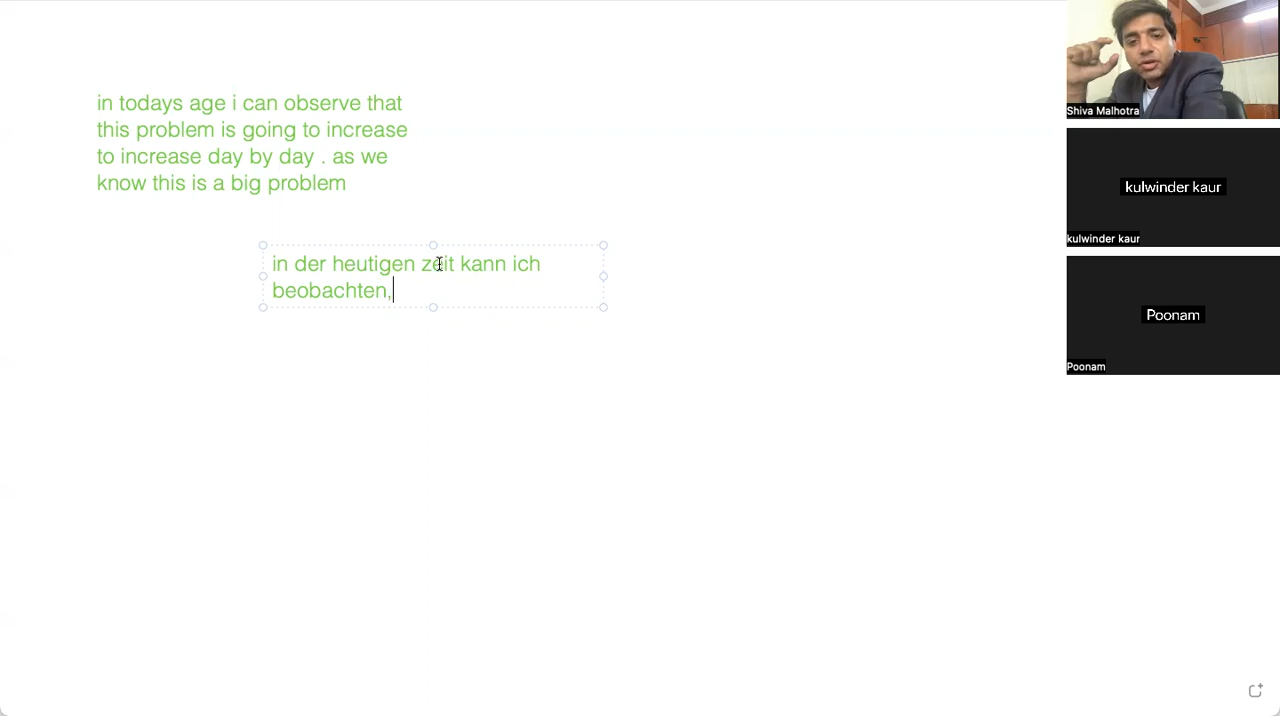 in todays age i can observe that
this problem is going to increase
to increase day by day . as we
know this is a big problem
in der heutigen zeit kann ich
beobachten,
Shiva Malhotra
kulwinder kaur
kulwinder kaur
Poonam
Poonam